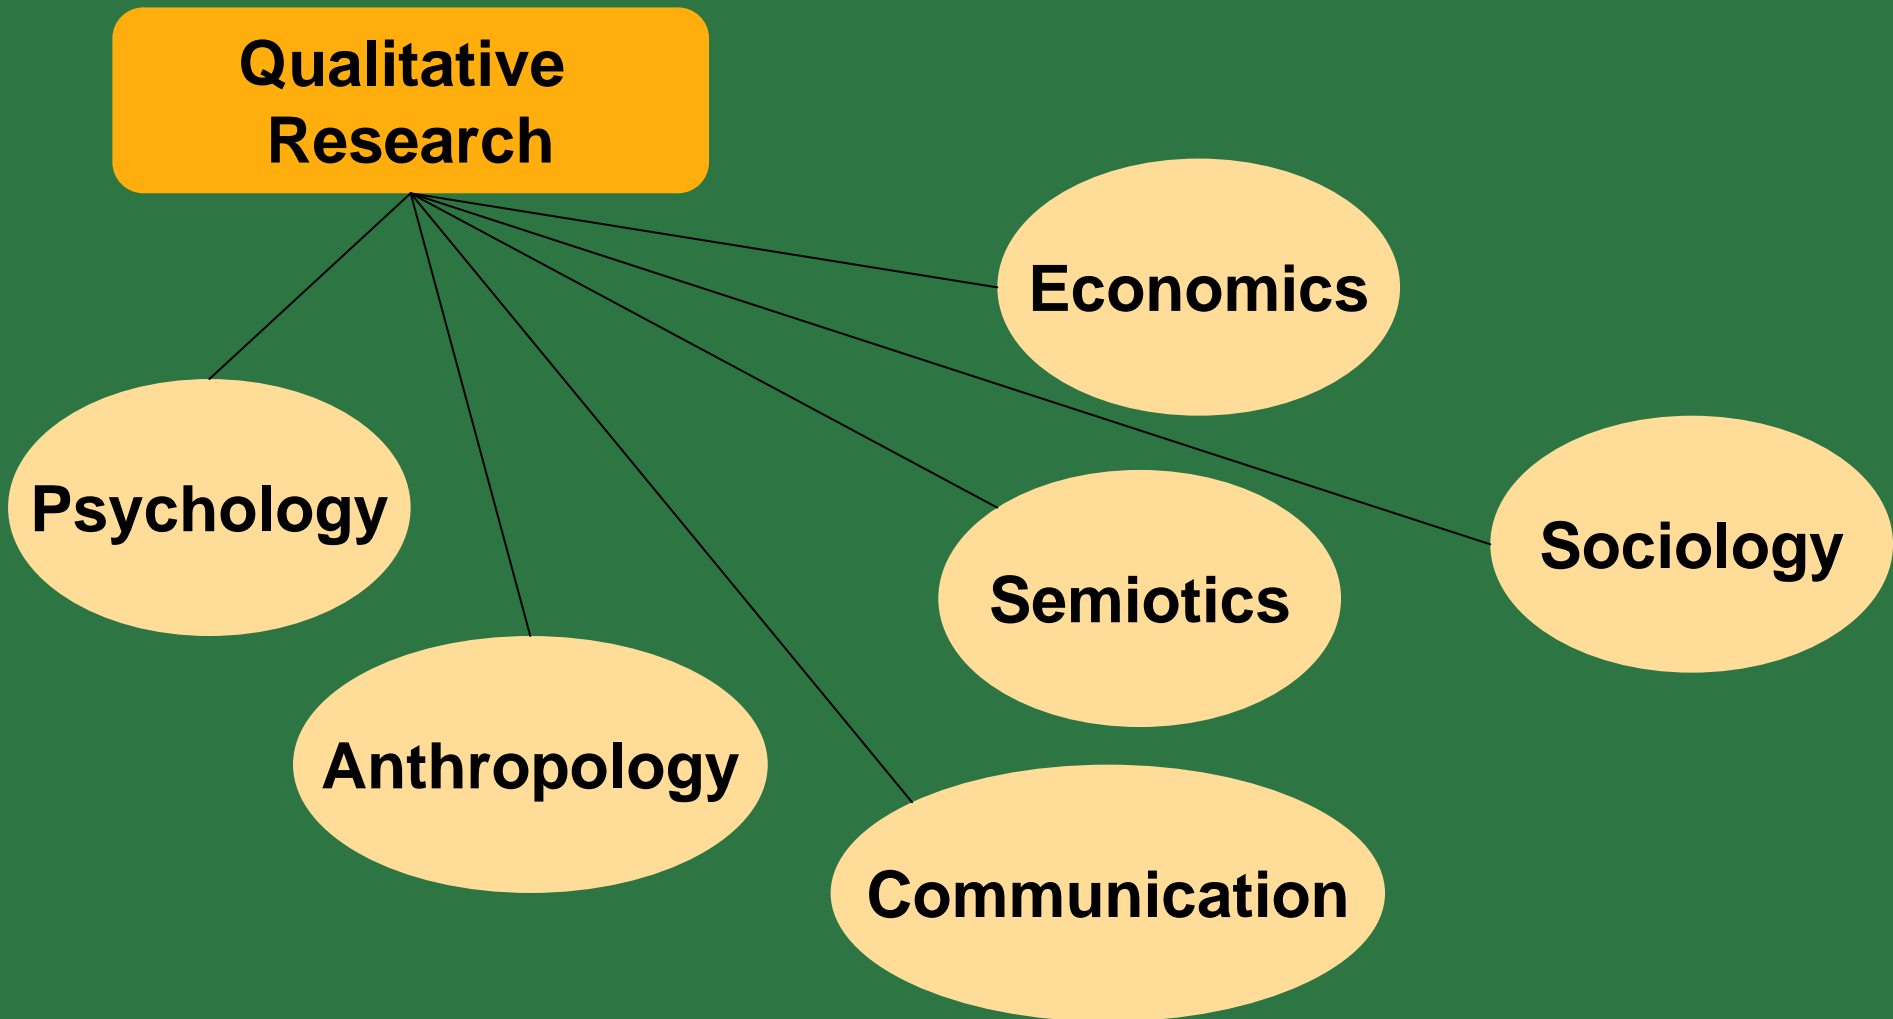 Qualitative
Research
Economics
Psychology
Sociology
Semiotics
Anthropology
Communication